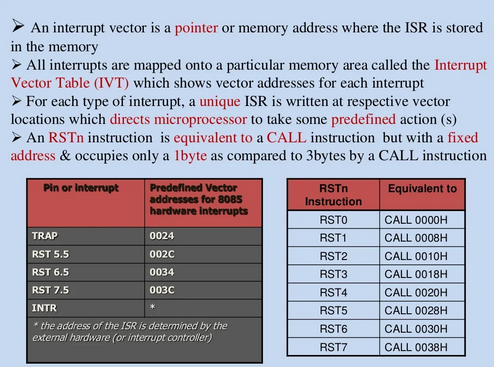 ➢ An interrupt vector is a pointer or memory address where the ISR is stored
in the memory
➢ All interrupts are mapped onto a particular memory area called the Interrupt
Vector Table (IVT) which shows vector addresses for each interrupt
➢ For each type of interrupt, a unique ISR is written at respective vector
locations which directs microprocessor to take some predefined action (s)
➢ An RSTn instruction is equivalent to a CALL instruction but with a fixed
address & occupies only a 1byte as compared to 3bytes by a CALL instruction
Pin or interrupt Predefined Vector
addresses for 8085
hardware interrupts
TRAP 0024
RST 5.5 002C
RST 6.5 0034
RST 7.5 003C
INTR *
* the address of the ISR is determined by the
external hardware (or interrupt controller)
RSTn Equivalent to
Instruction
RST0 CALL 0000H
RST1 CALL 0008H
RST2 CALL 0010H
RST3 CALL 0018H
RST4 CALL 0020H
RST5 CALL 0028H
RST6 CALL 0030H
RST7 CALL 0038H